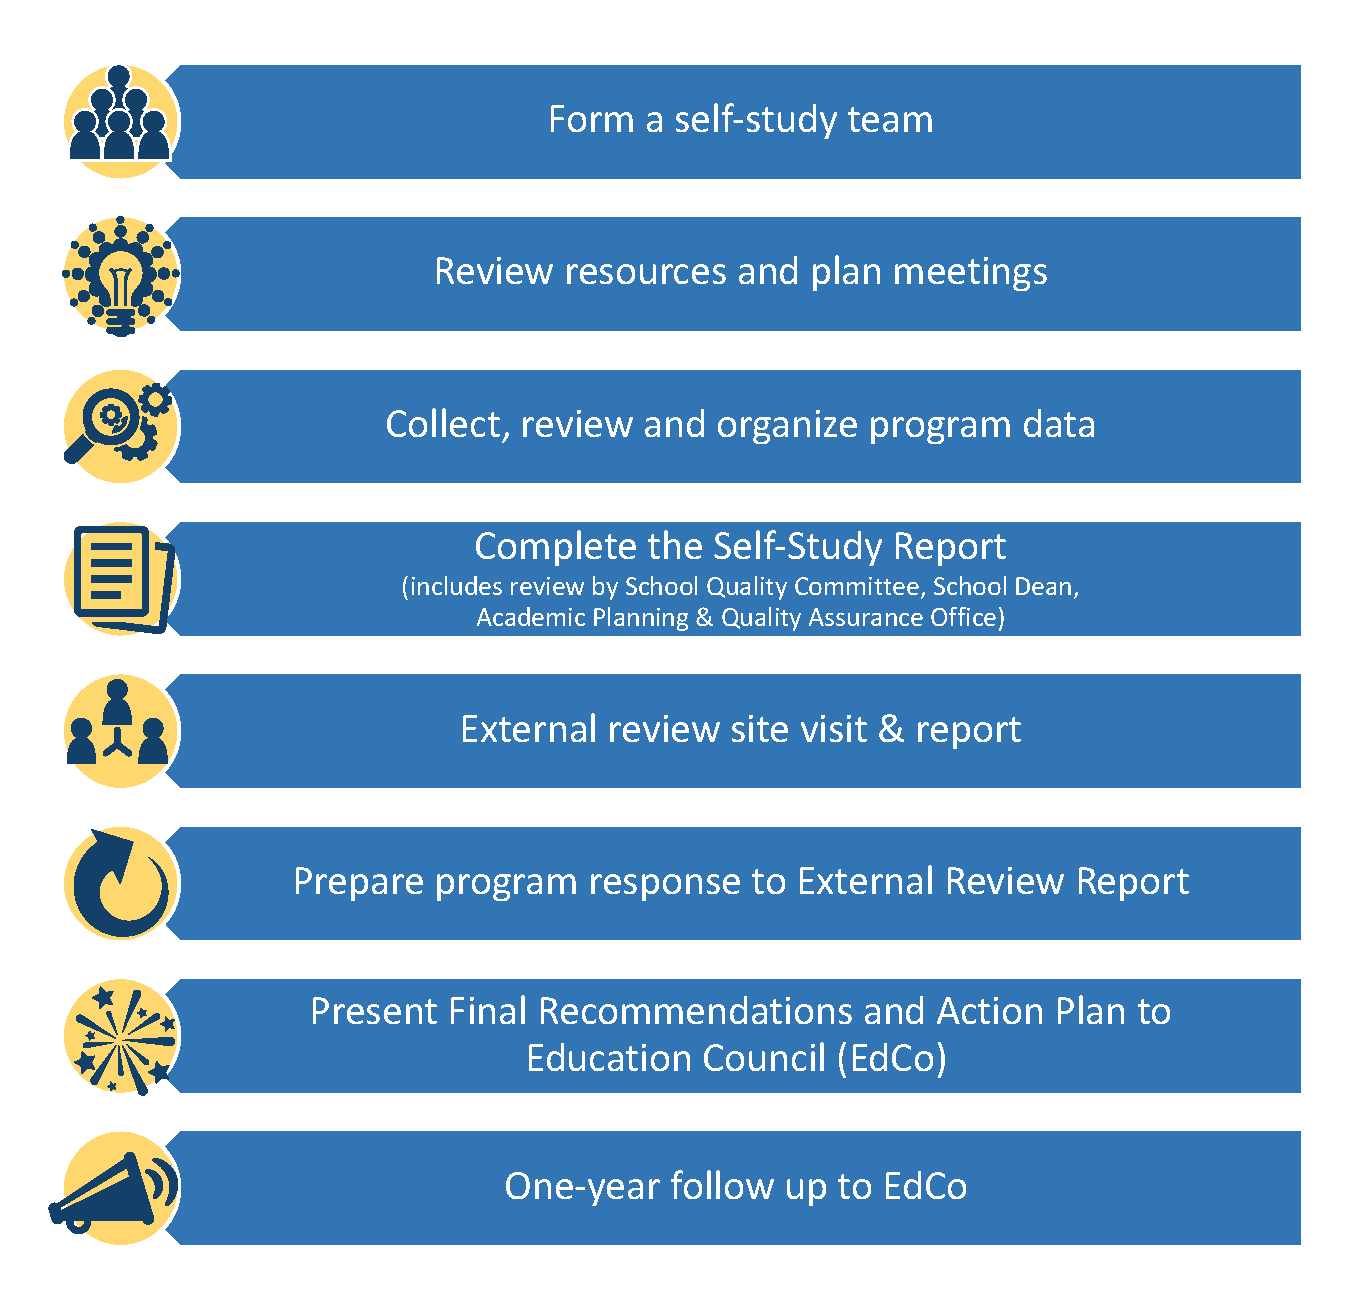 Form a self-study team
Review resources and plan meetings
Collect, review and organize program data
Complete the Self-Study Report
(includes review by School Quality Committee, School Dean,
Academic Planning & Quality Assurance Office)
External review site visit & report
Prepare program response to External Review Report
Present Final Recommendations and Action Plan to
Education Council (EdCo)
One-year follow up to EdCo